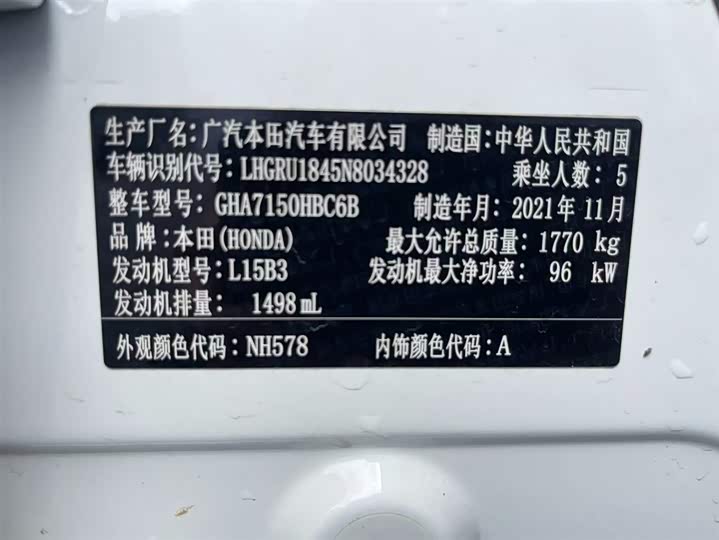 生产厂名:广汽本田汽车有限公司 制造国:中华人民共和国
车辆识别代号:LHGRU1845N8034328 乘坐人数:5
整车型号:GHA7150HBC6B 制造年月:2021年11月
品牌:本田(HONDA) 最大允许总质量:1770 kg
发动机型号:L15B3 发动机最大净功率:96 kW
发动机排量:1498mL
外观颜色代码:NH578 内饰颜色代码:A